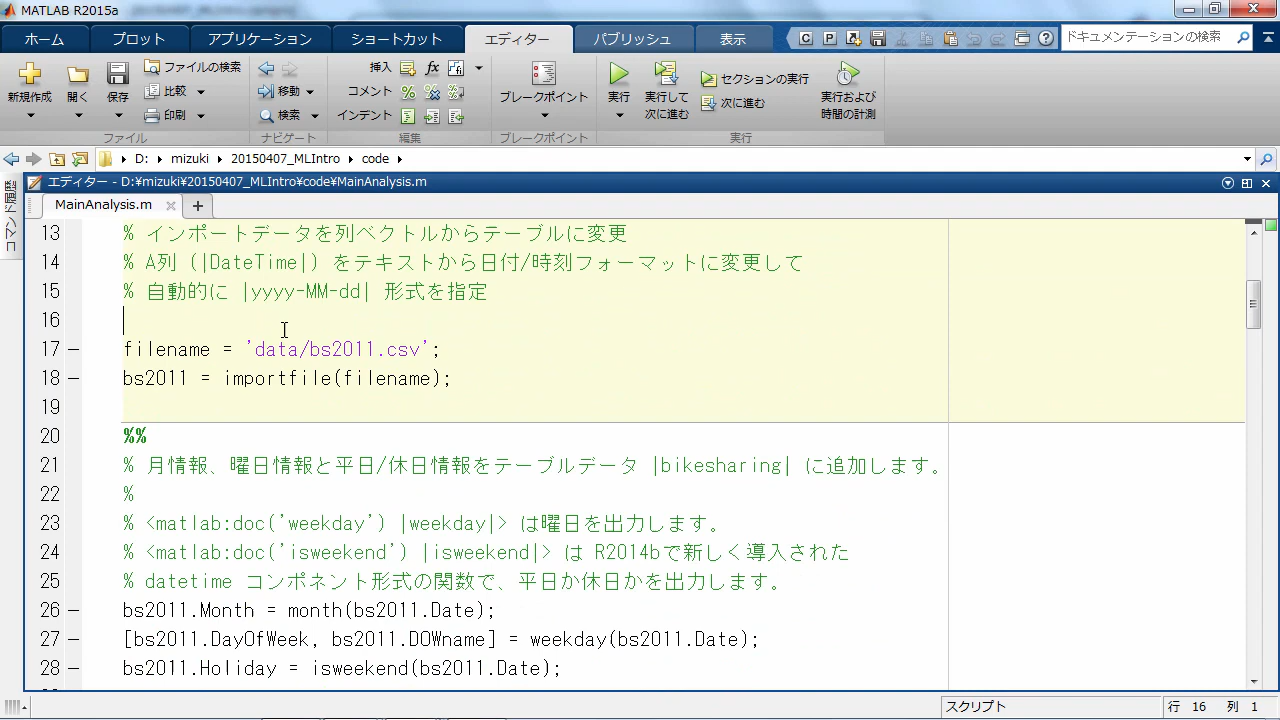 MATLAB R2015a
ホーム プロット アプリケーション ショートカット エディター パブリッシュ 表示 ドキュメンテーションの検索
新規作成 開く 保存 ファイルの検索 比較 印刷 移動 検索 挿入 コメント インデント ブレークポイント 実行 実行して次に進む セクションの実行 次に進む 実行および時間の計測
ファイル ナビゲート 編集 ブレークポイント 実行
D: mizuki 20150407_MLIntro code
エディター - D:¥mizuki¥20150407_MLIntro¥code¥MainAnalysis.m
MainAnalysis.m
13 % インポートデータを列ベクトルからテーブルに変更
14 % A列（|DateTime|）をテキストから日付/時刻フォーマットに変更して
15 % 自動的に |yyyy-MM-dd| 形式を指定
16
17 filename = 'data/bs2011.csv';
18 bs2011 = importfile(filename);
19
20 %%
21 % 月情報、曜日情報と平日/休日情報をテーブルデータ |bikesharing| に追加します。
22 %
23 % <matlab:doc('weekday') |weekday|> は曜日を出力します。
24 % <matlab:doc('isweekend') |isweekend|> は R2014bで新しく導入された
25 % datetime コンポネント形式の関数で、平日か休日かを出力します。
26 bs2011.Month = month(bs2011.Date);
27 [bs2011.DayOfWeek, bs2011.DOWname] = weekday(bs2011.Date);
28 bs2011.Holiday = isweekend(bs2011.Date);
スクリプト 行 16 列 1